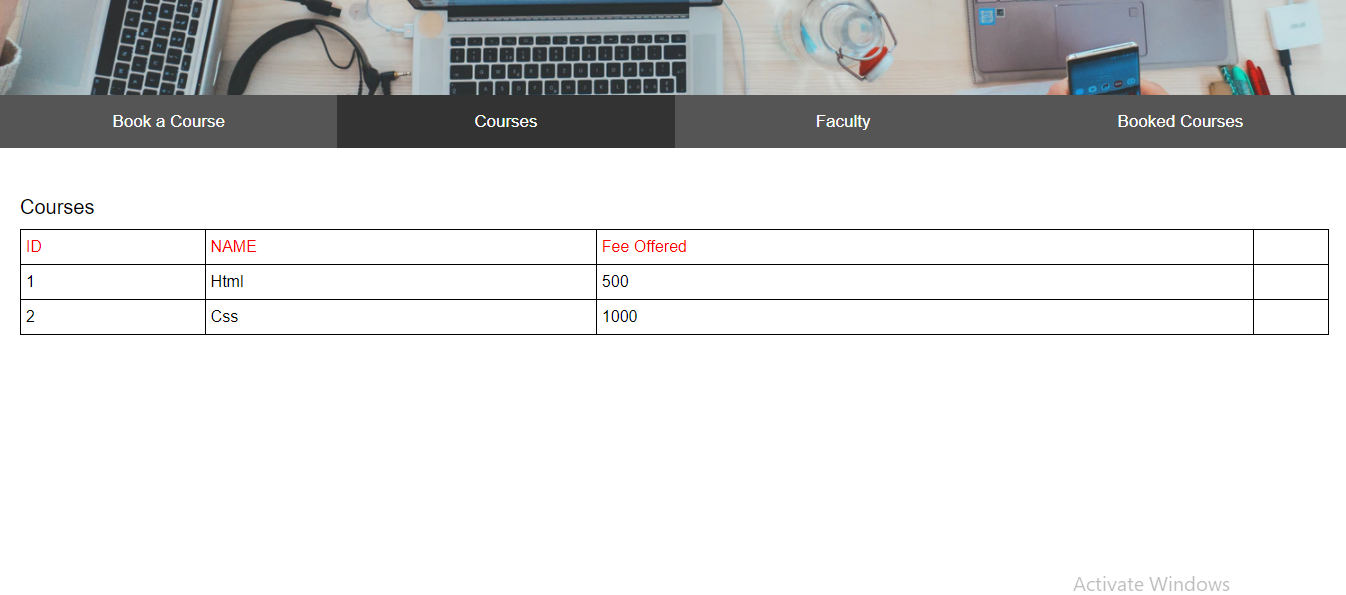 Book a Course Courses Faculty Booked Courses
Courses
ID NAME Fee Offered
1 Html 500
2 Css 1000
Activate Windows